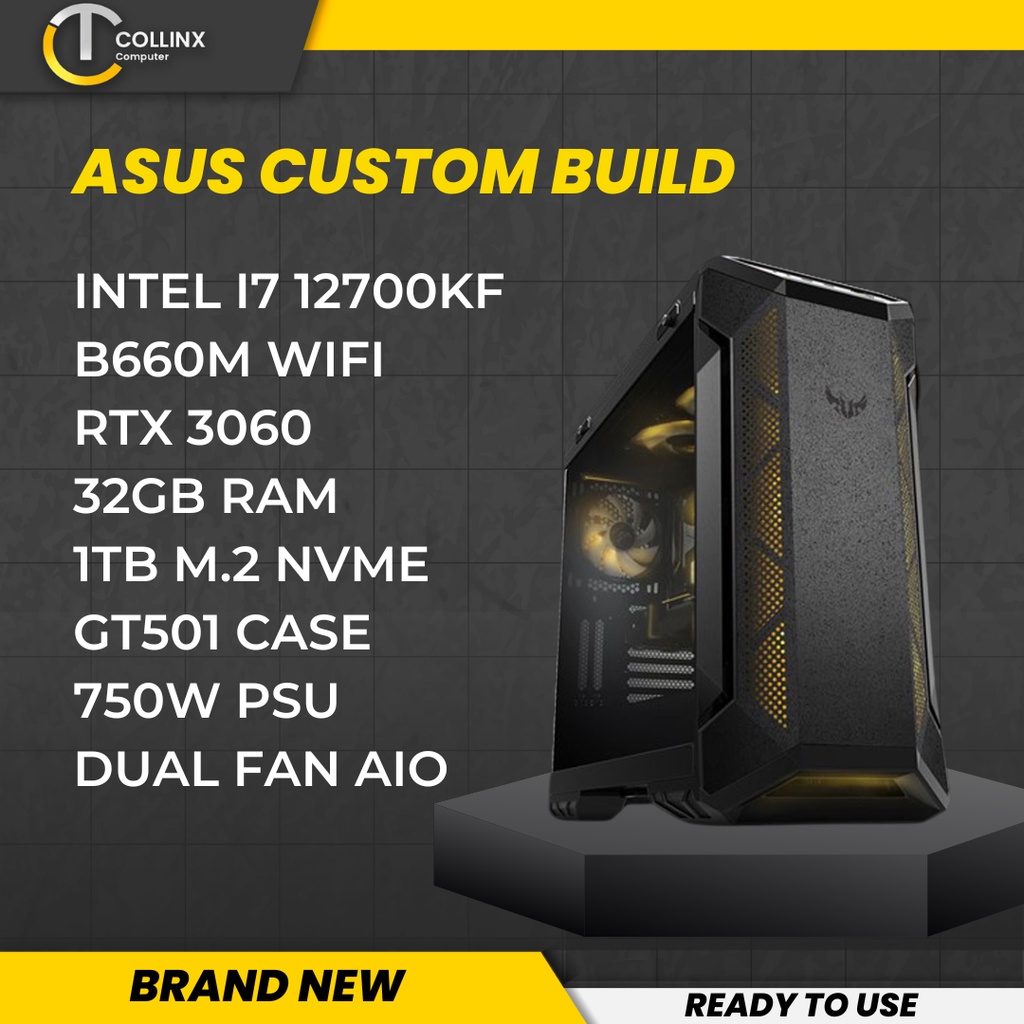 TC COLLINX
Computer
ASUS CUSTOM BUILD
INTEL I7 12700KF
B660M WIFI
RTX 3060
32GB RAM
1TB M.2 NVME
GT501 CASE
750W PSU
DUAL FAN AIO
BRAND NEW
READY TO USE